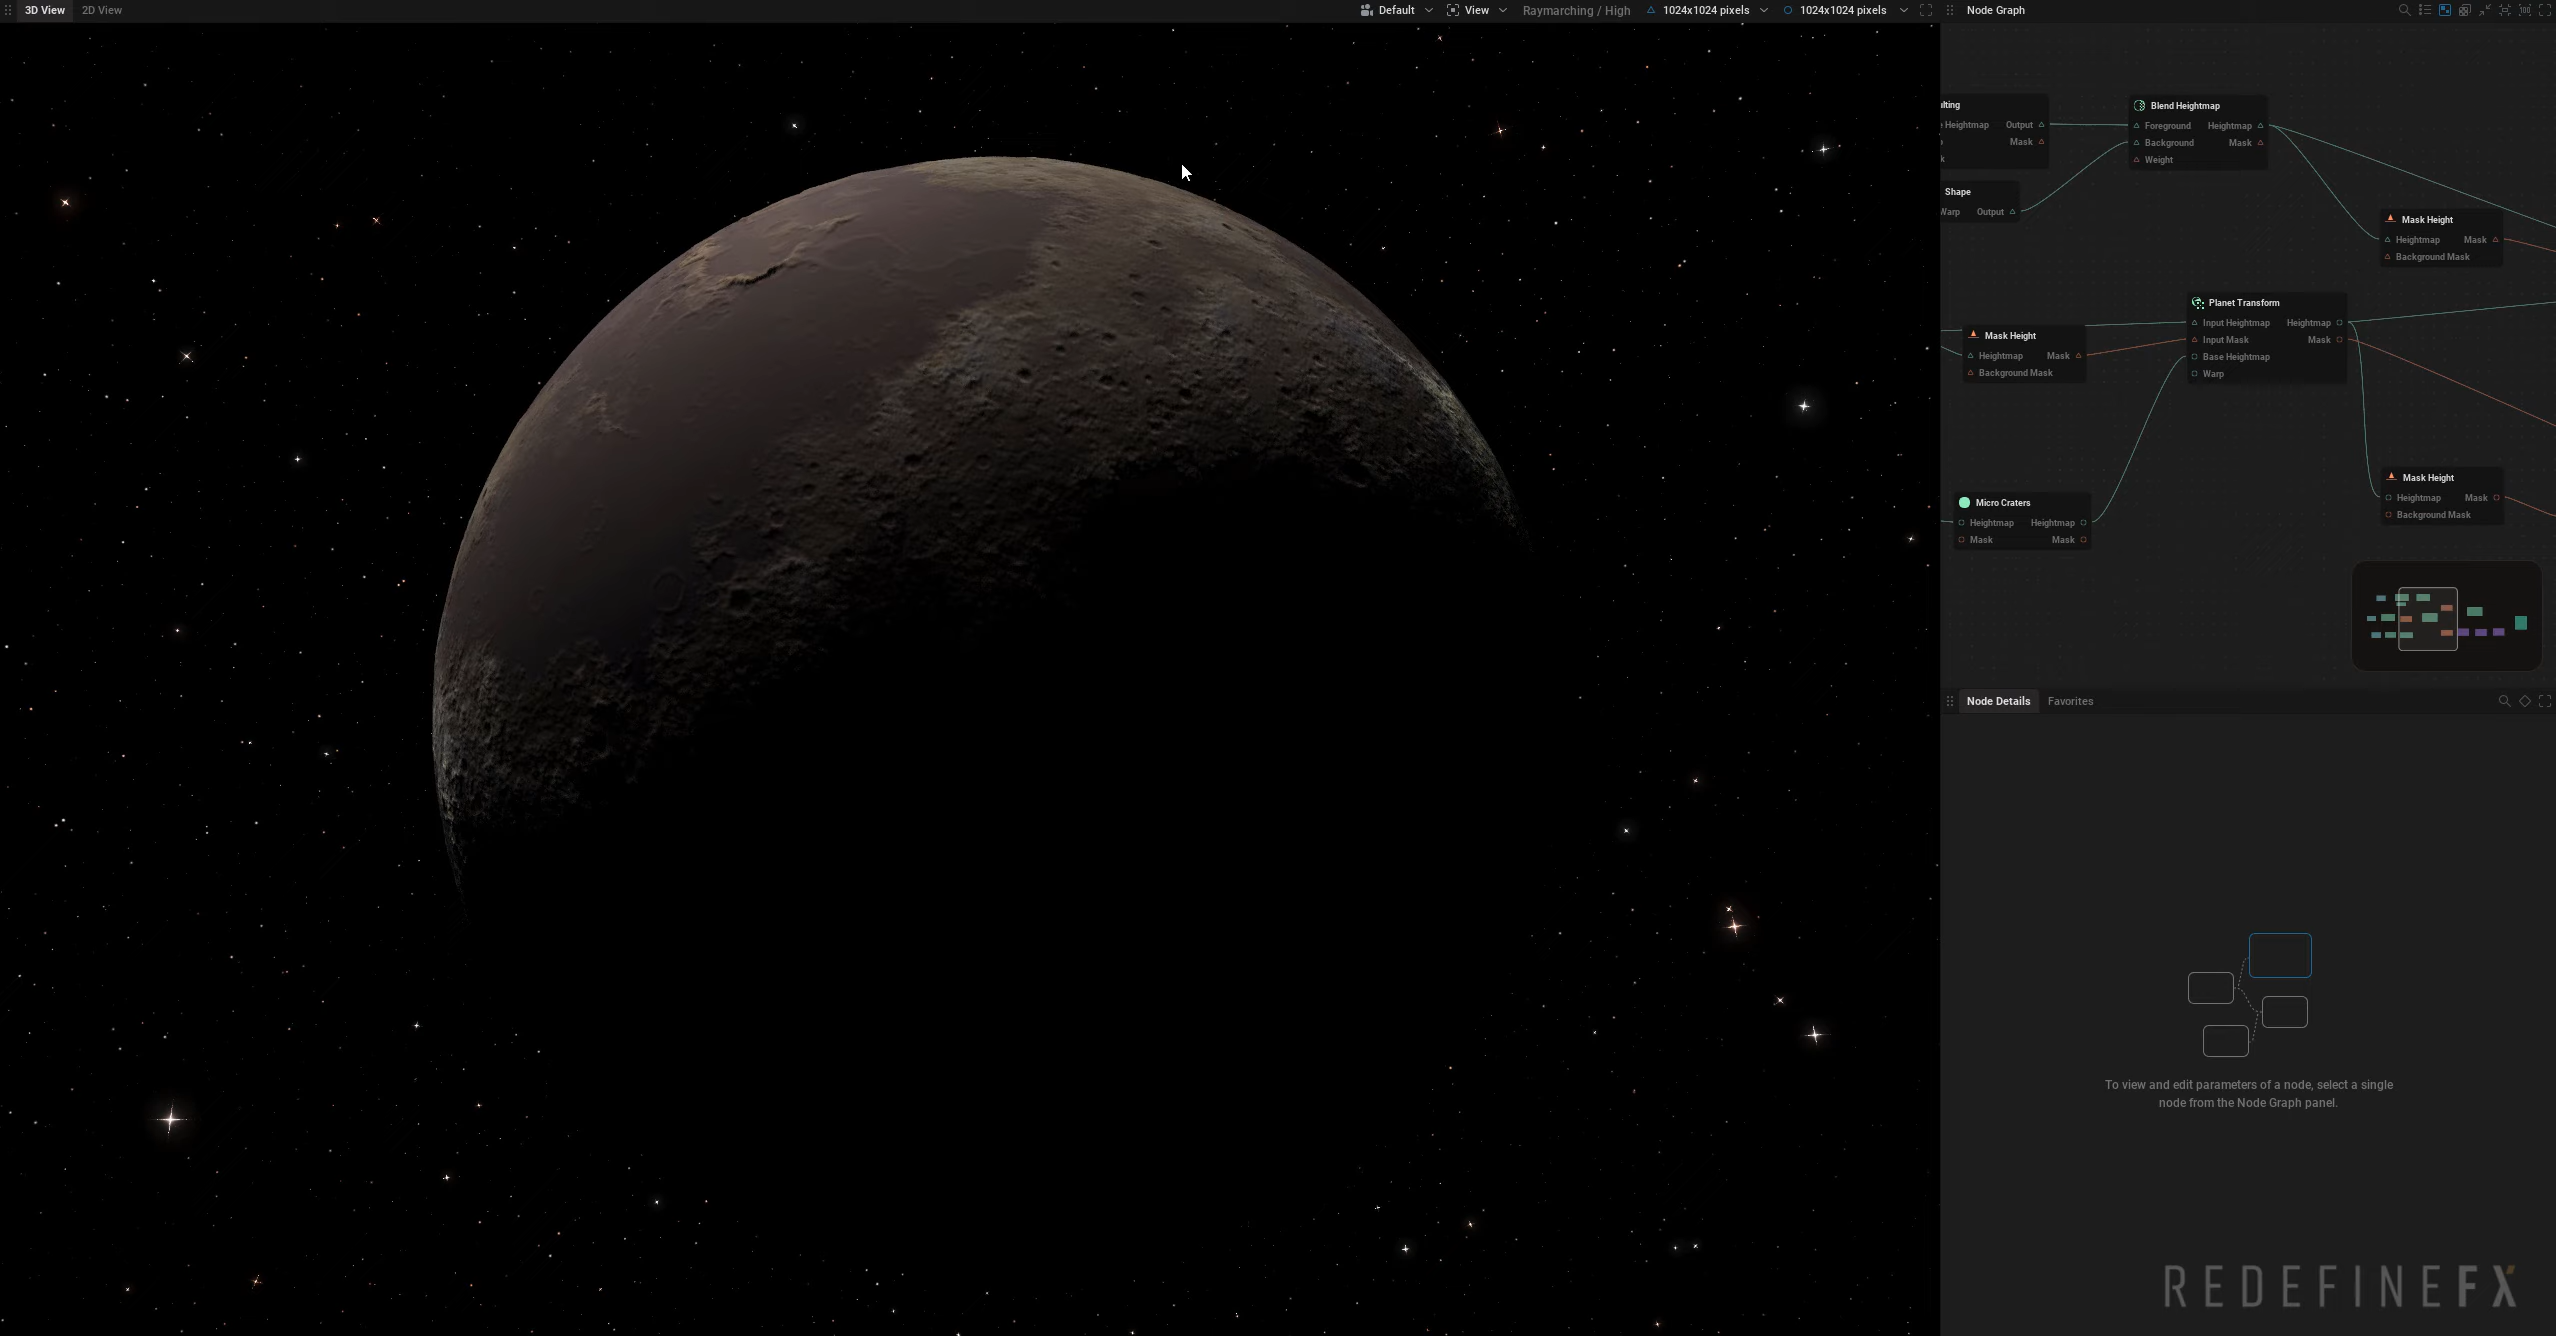 3D View
2D View
Default
View
Raymarching / High
1024x1024 pixels
1024x1024 pixels
Node Graph
Heightmap Output
Mask
Shape
Warp Output
Blend Heightmap
Foreground Heightmap
Background Mask
Weight
Mask Height
Heightmap Mask
Background Mask
Planet Transform
Input Heightmap Heightmap
Input Mask Mask
Base Heightmap
Warp
Mask Height
Heightmap Mask
Background Mask
Mask Height
Heightmap Mask
Background Mask
Micro Craters
Heightmap Heightmap
Mask Mask
Node Details
Favorites
To view and edit parameters of a node, select a single
node from the Node Graph panel.
REDEFINEFX